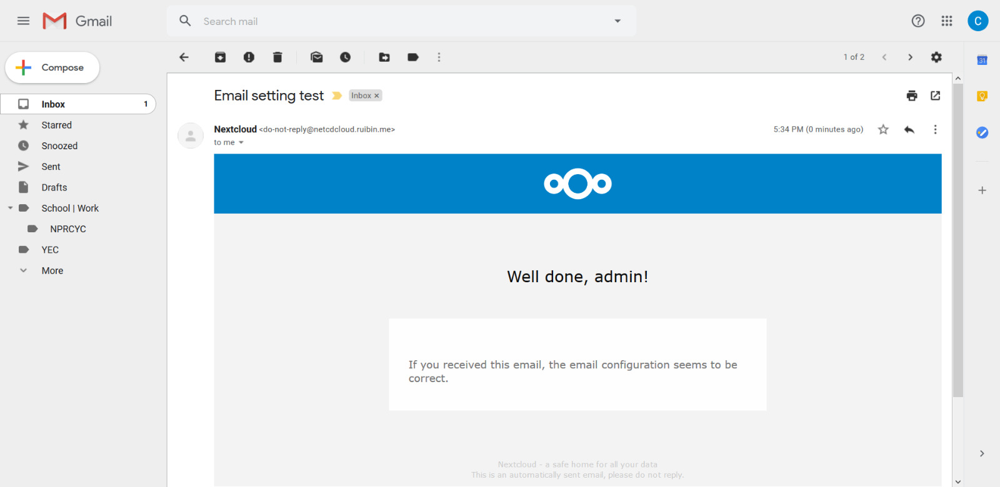 Gmail
Search mail
C
Compose
1 of 2
31
Inbox 1
Starred
Snoozed
Sent
Drafts
School | Work
NPRCYC
YEC
More
Email setting test Inbox ×
Nextcloud <do-not-reply@netcdcloud.ruibin.me> 5:34 PM (0 minutes ago)
to me
Well done, admin!
If you received this email, the email configuration seems to be
correct.
Nextcloud - a safe home for all your data
This is an automatically sent email, please do not reply.